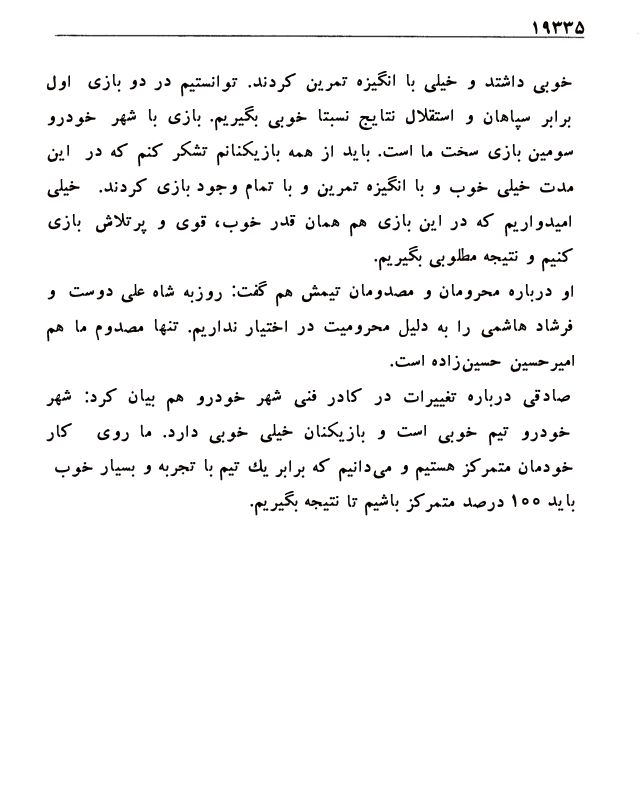 ۱۹۳۳۵
خوبی داشتند و خیلی با انگیزه تمرین کردند. توانستیم در دو بازی اول
برابر سپاهان و استقلال نتایج نسبتا خوبی بگیریم. بازی با شهر خودرو
سومین بازی سخت ما است. باید از همه بازیکنانم تشکر کنم که در این
مدت خیلی خوب و با انگیزه تمرین و با تمام وجود بازی کردند. خیلی
امیدواریم که در این بازی هم همان قدر خوب، قوی و پرتلاش بازی
کنیم و نتیجه مطلوبی بگیریم.
او درباره محرومان و مصدومان تیمش هم گفت: روزبه شاه علی دوست و
فرشاد هاشمی را به دلیل محرومیت در اختیار نداریم. تنها مصدوم ما هم
امیرحسین حسین‌زاده است.
صادقی درباره تغییرات در کادر فنی شهر خودرو هم بیان کرد: شهر
خودرو تیم خوبی است و بازیکنان خیلی خوبی دارد. ما روی کار
خودمان متمرکز هستیم و می‌دانیم که برابر یك تیم با تجربه و بسیار خوب
باید ۱۰۰ درصد متمرکز باشیم تا نتیجه بگیریم.